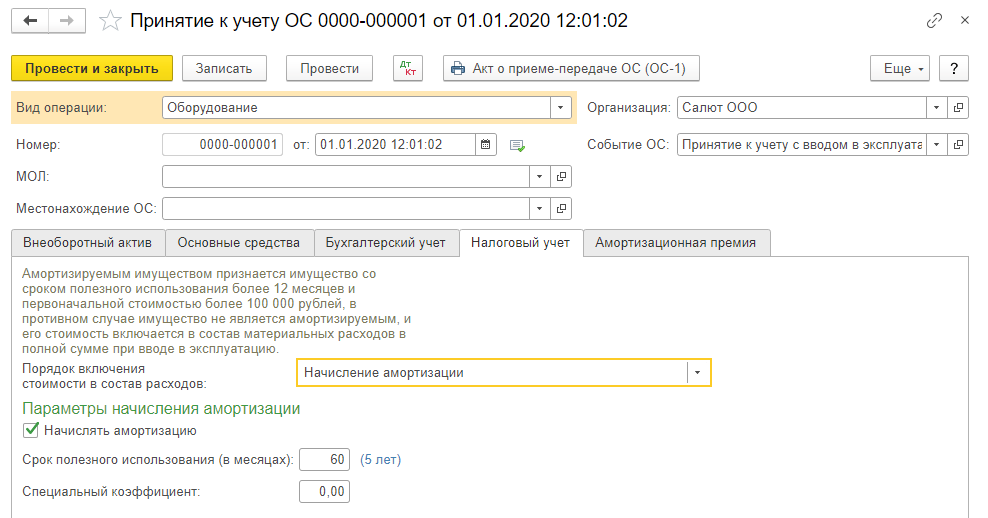 Принятие к учету ОС 0000-000001 от 01.01.2020 12:01:02
Провести и закрыть Записать Провести Дт Кт Акт о приеме-передаче ОС (ОС-1) Еще ?
Вид операции: Оборудование Организация: Салют ООО
Номер: 0000-000001 от: 01.01.2020 12:01:02 Событие ОС: Принятие к учету с вводом в эксплуата
МОЛ:
Местонахождение ОС:
Внеоборотный актив Основные средства Бухгалтерский учет Налоговый учет Амортизационная премия
Амортизируемым имуществом признается имущество со
сроком полезного использования более 12 месяцев и
первоначальной стоимостью более 100 000 рублей, в
противном случае имущество не является амортизируемым, и
его стоимость включается в состав материальных расходов в
полной сумме при вводе в эксплуатацию.
Порядок включения
стоимости в состав расходов: Начисление амортизации
Параметры начисления амортизации
Начислять амортизацию
Срок полезного использования (в месяцах): 60 (5 лет)
Специальный коэффициент: 0,00